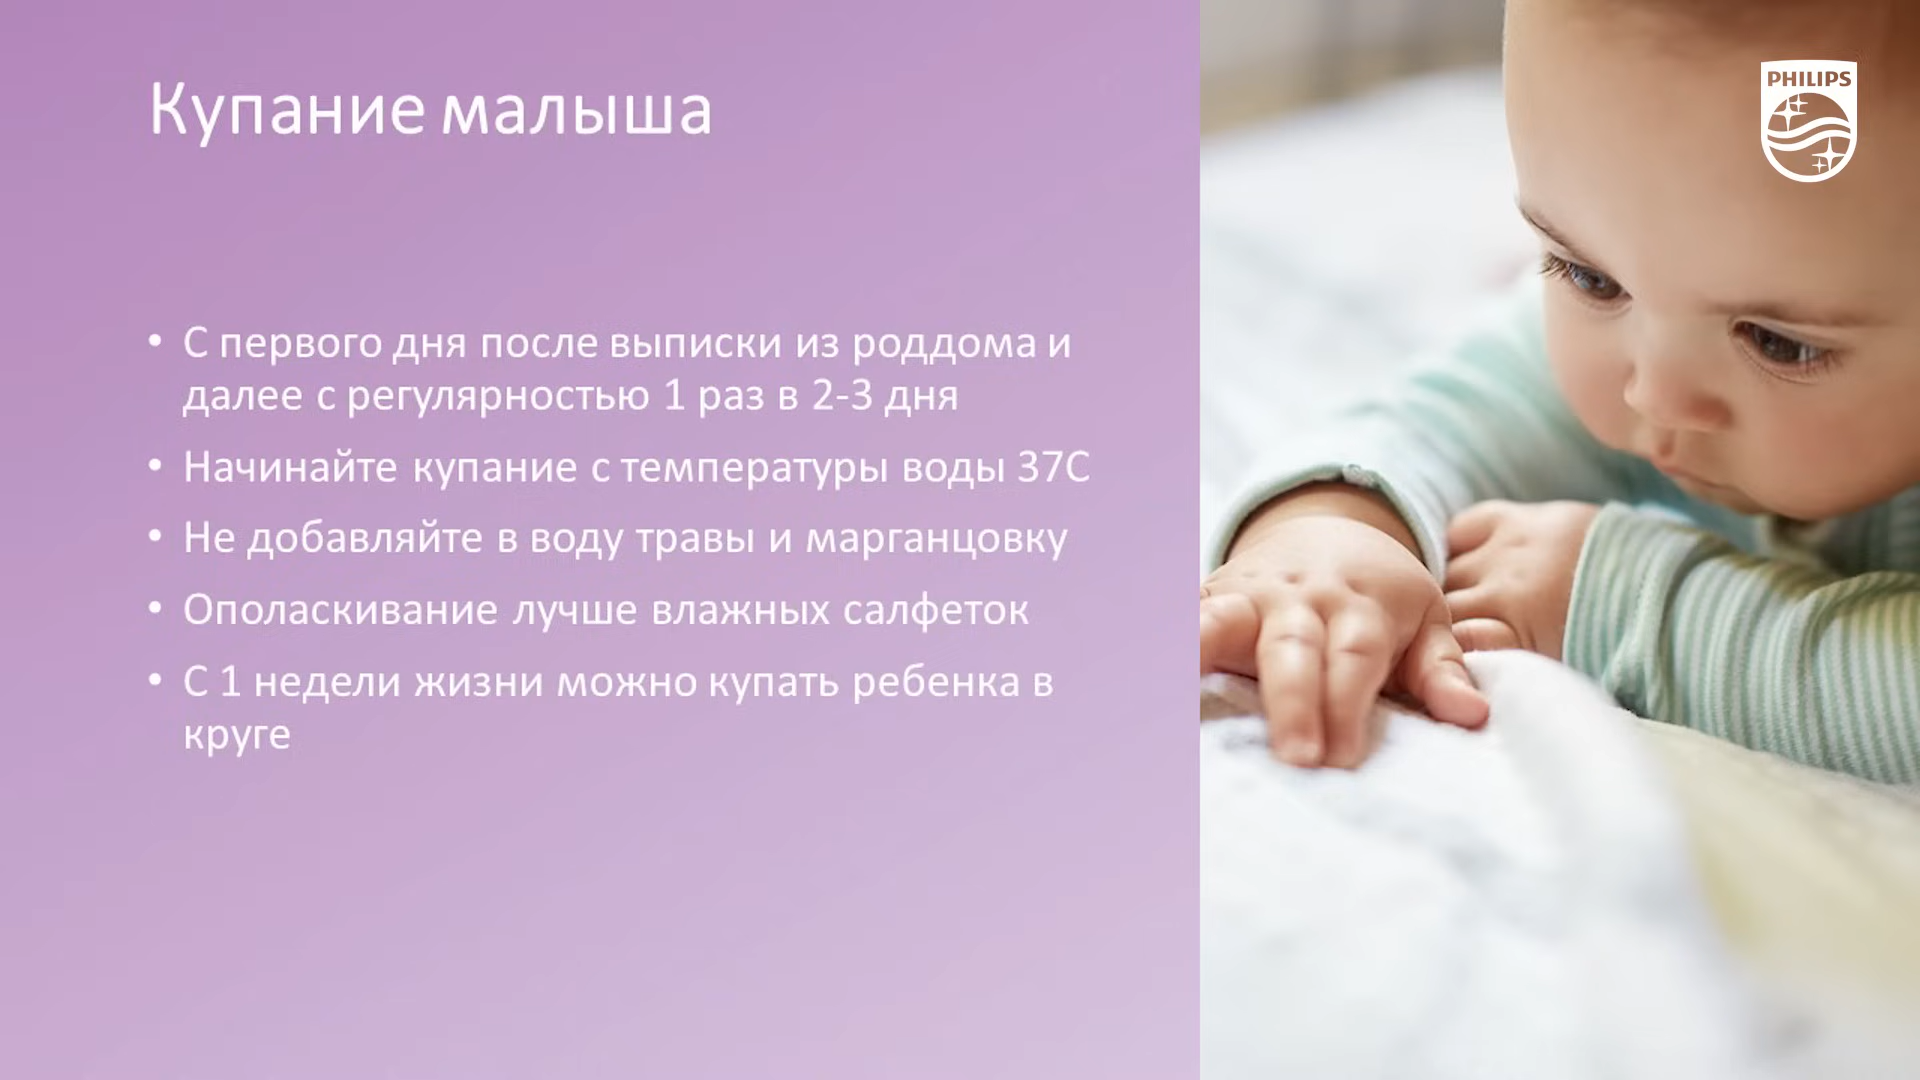 Купание малыша
PHILIPS
• С первого дня после выписки из роддома и
далее с регулярностью 1 раз в 2-3 дня
• Начинайте купание с температуры воды 37С
• Не добавляйте в воду травы и марганцовку
• Ополаскивание лучше влажных салфеток
• С 1 недели жизни можно купать ребенка в
круге